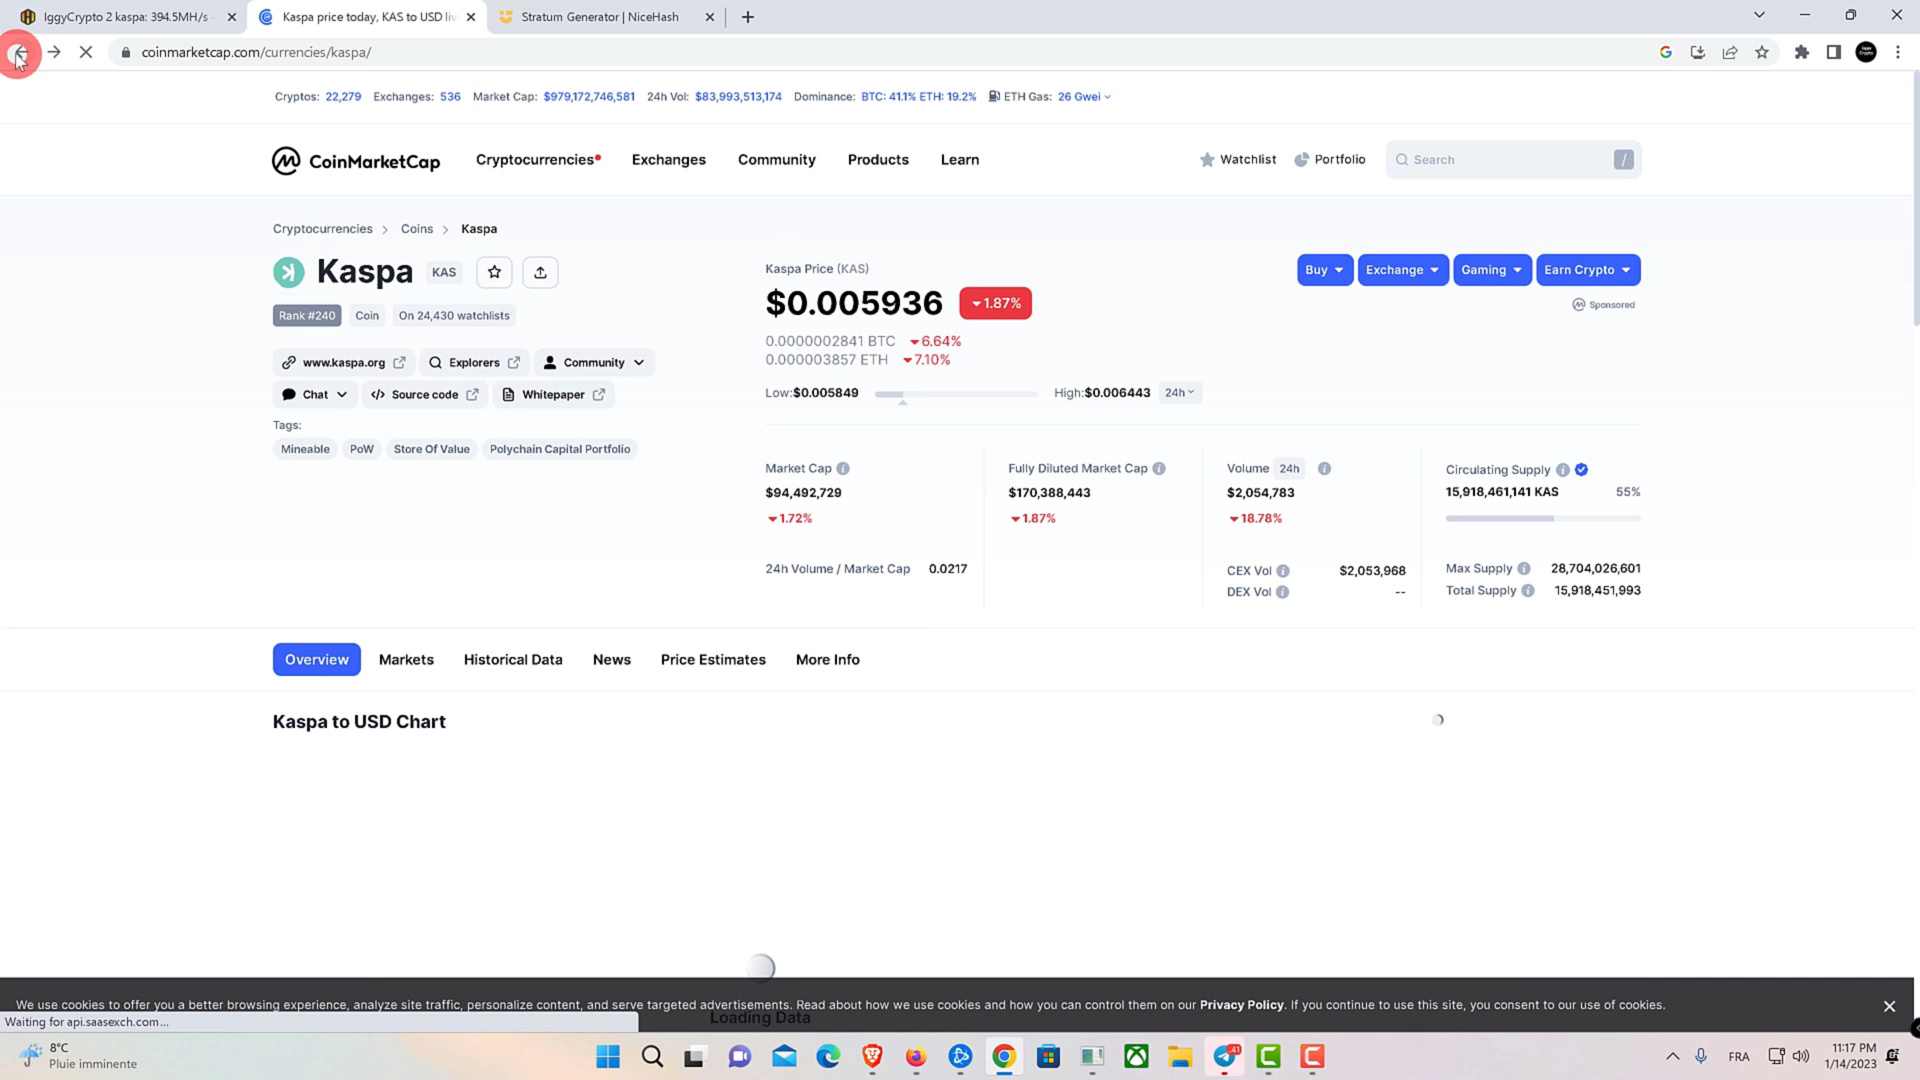 IggyCrypto 2 kaspa: 394.5MH/s
Kaspa price today, KAS to USD liv
Stratum Generator | NiceHash
coinmarketcap.com/currencies/kaspa/
Cryptos: 22,279 Exchanges: 536 Market Cap: $979,172,746,581 24h Vol: $83,993,513,174 Dominance: BTC: 41.1% ETH: 19.2% ETH Gas: 26 Gwei
CoinMarketCap Cryptocurrencies Exchanges Community Products Learn Watchlist Portfolio Search /
Cryptocurrencies > Coins > Kaspa
Kaspa KAS
Rank #240 Coin On 24,430 watchlists
www.kaspa.org Explorers Community
Chat Source code Whitepaper
Tags:
Mineable PoW Store Of Value Polychain Capital Portfolio
Kaspa Price (KAS)
$0.005936 1.87%
0.0000002841 BTC 6.64%
0.000003857 ETH 7.10%
Low:$0.005849 High:$0.006443 24h
Buy Exchange Gaming Earn Crypto
Sponsored
Market Cap
$94,492,729
1.72%
24h Volume / Market Cap 0.0217
Fully Diluted Market Cap
$170,388,443
1.87%
Volume 24h
$2,054,783
18.78%
CEX Vol $2,053,968
DEX Vol --
Circulating Supply
15,918,461,141 KAS 55%
Max Supply 28,704,026,601
Total Supply 15,918,451,993
Overview Markets Historical Data News Price Estimates More Info
Kaspa to USD Chart
We use cookies to offer you a better browsing experience, analyze site traffic, personalize content, and serve targeted advertisements. Read about how we use cookies and how you can control them on our Privacy Policy. If you continue to use this site, you consent to our use of cookies.
Loading Data
Waiting for api.saasexch.com...
8°C
Pluie imminente
41
FRA
11:17 PM
1/14/2023